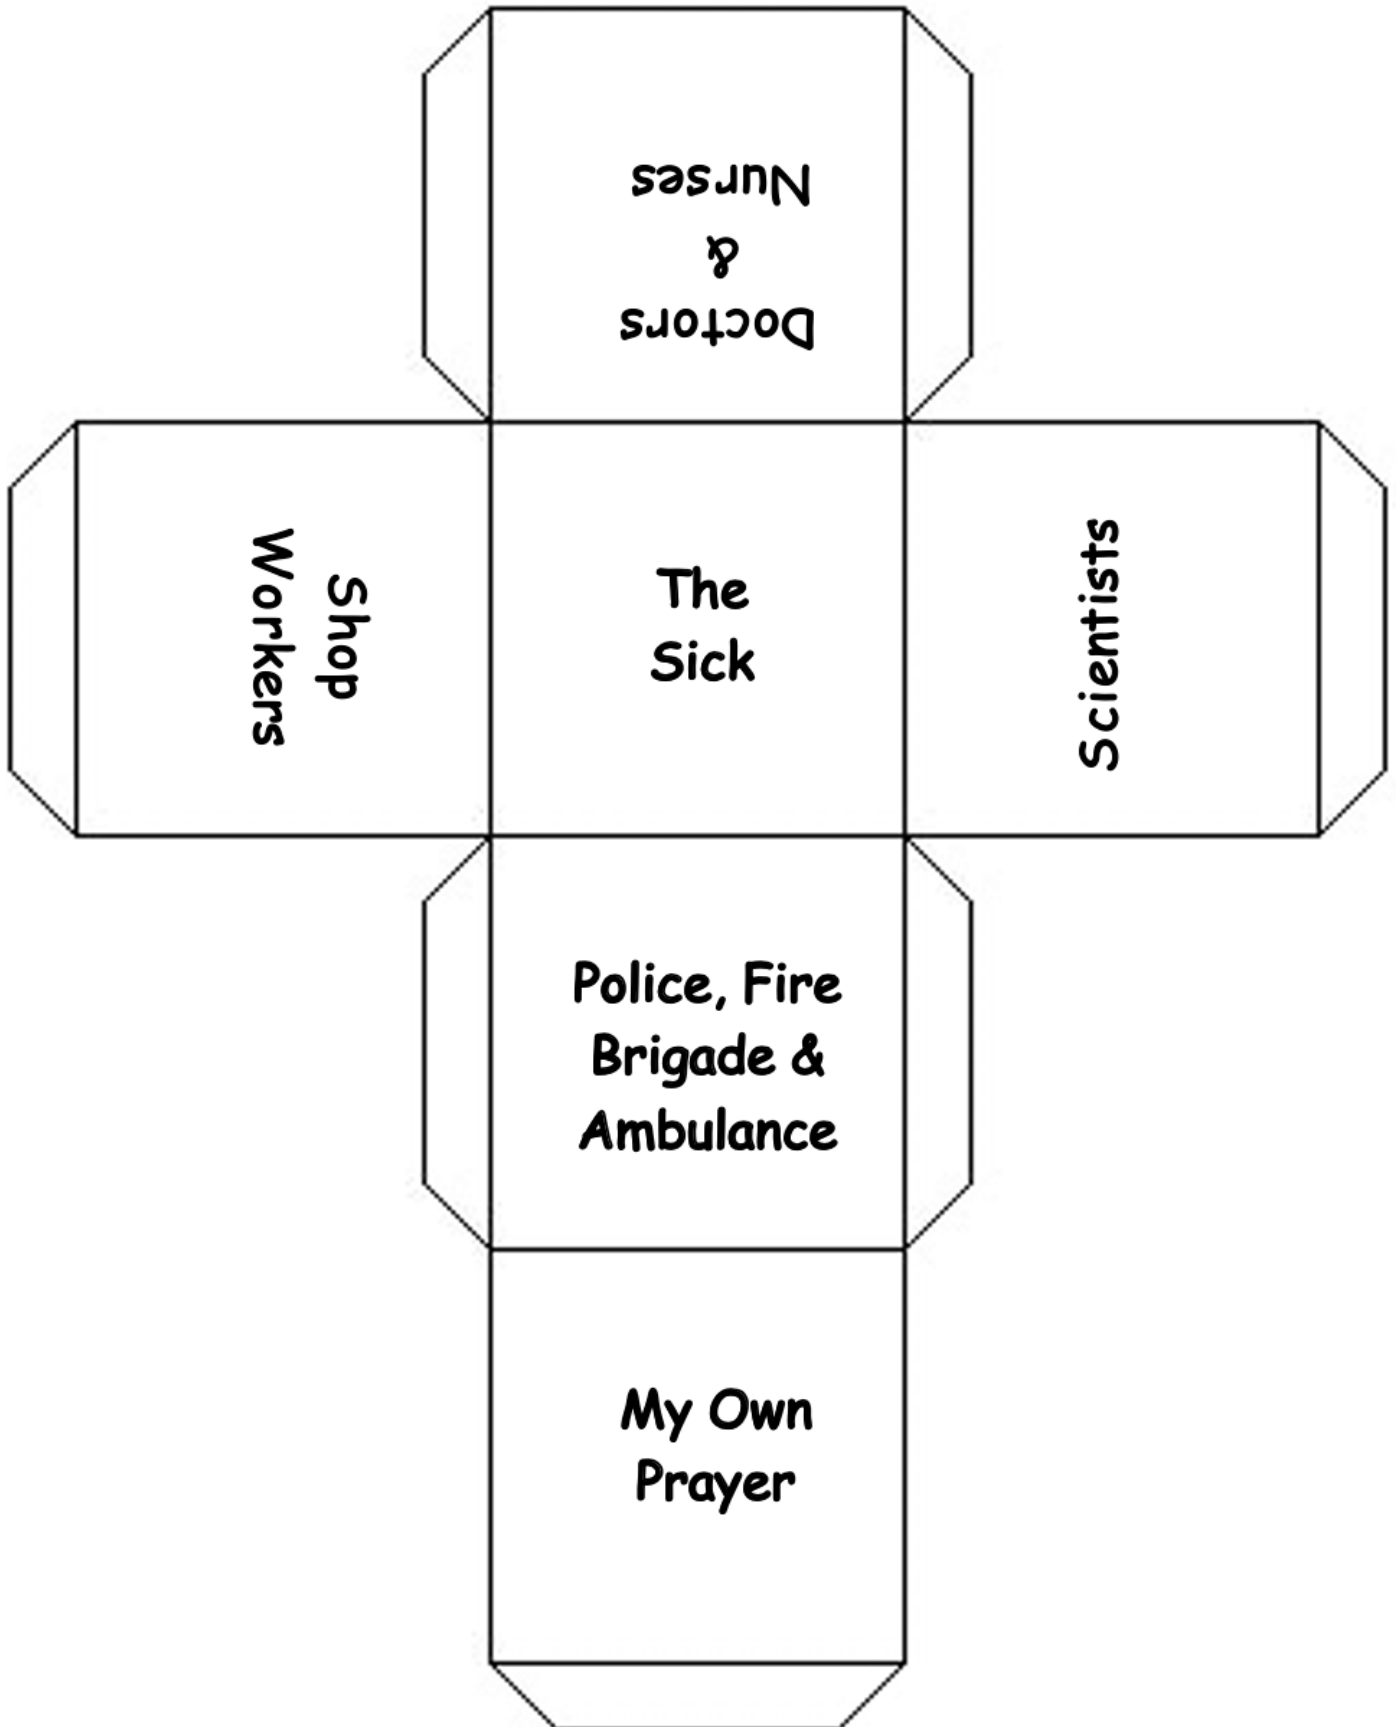 Doctors
&
Nurses
Shop
Workers
The
Sick
Scientists
Police, Fire
Brigade &
Ambulance
My Own
Prayer